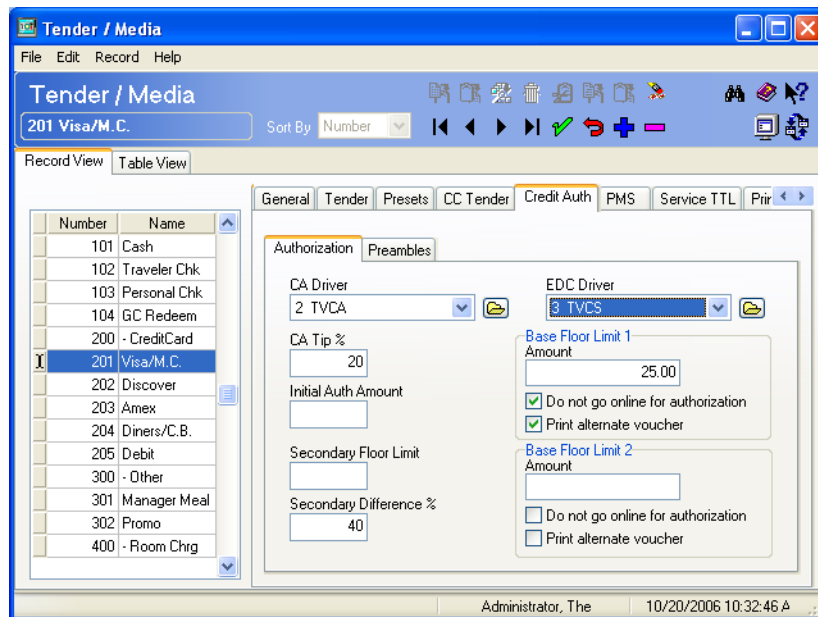 Tender / Media
File Edit Record Help
Tender / Media
201 Visa/M.C.
Sort By Number
Record View Table View
General Tender Presets CC Tender Credit Auth PMS Service TTL Prir
Number Name
101 Cash
102 Traveler Chk
103 Personal Chk
104 GC Redeem
200 - CreditCard
201 Visa/M.C.
202 Discover
203 Amex
204 Diners/C.B.
205 Debit
300 - Other
301 Manager Meal
302 Promo
400 - Room Chrg
Authorization Preambles
CA Driver
2 TVCA
CA Tip %
20
Initial Auth Amount
Secondary Floor Limit
Secondary Difference %
40
EDC Driver
3 TVCS
Base Floor Limit 1
Amount
25.00
Do not go online for authorization
Print alternate voucher
Base Floor Limit 2
Amount
Do not go online for authorization
Print alternate voucher
Administrator, The 10/20/2006 10:32:46 A